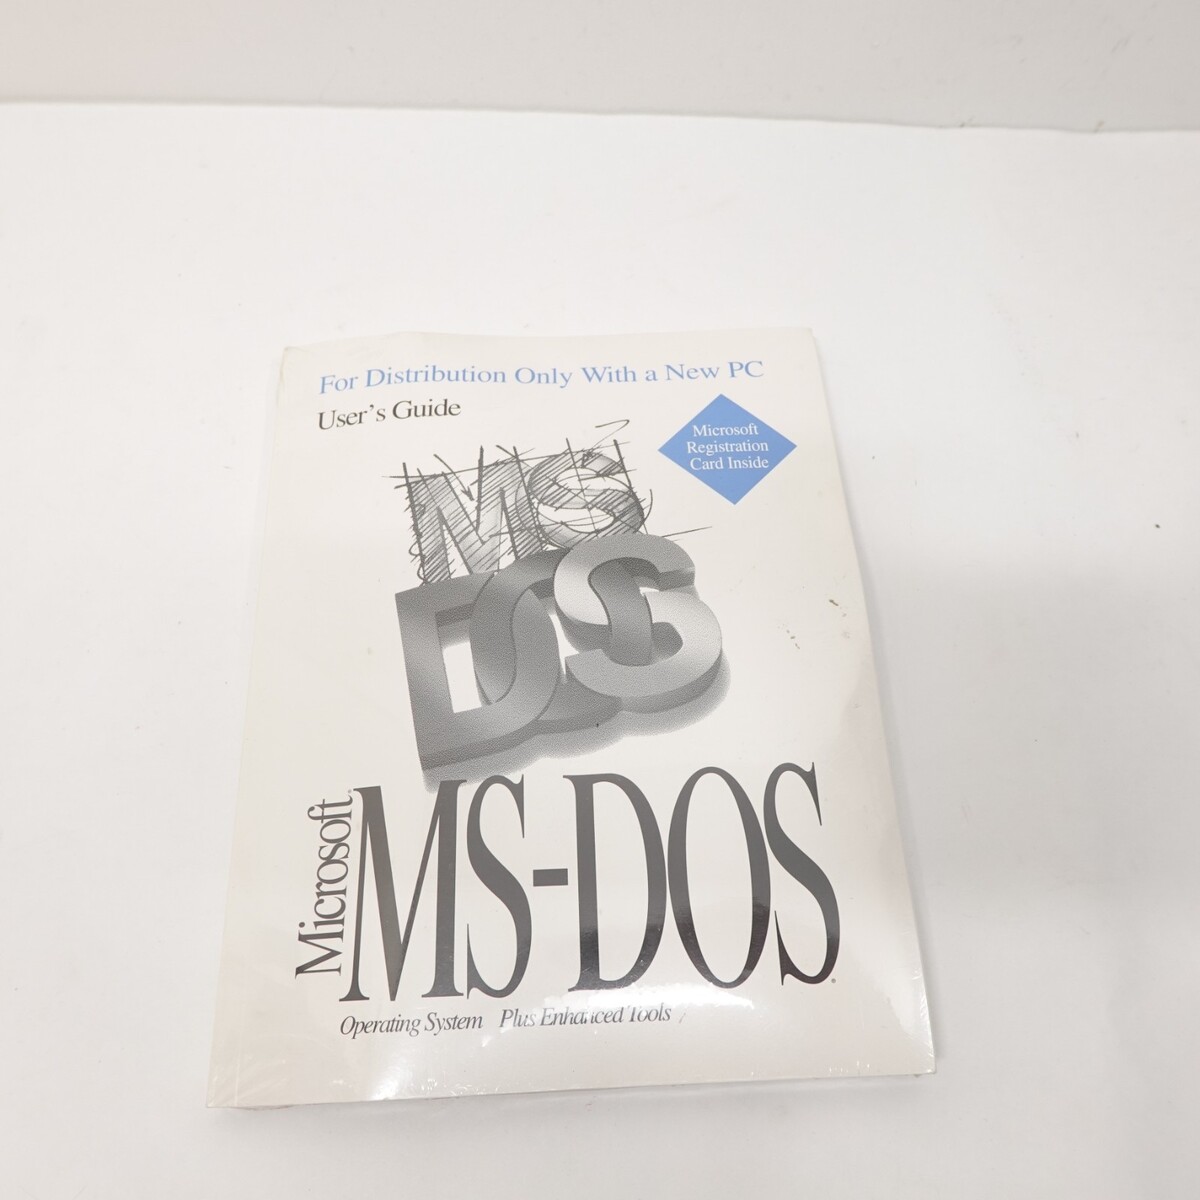 For Distribution Only With a New PC
User's Guide
Microsoft
Registration
Card Inside
MS
DOS
Microsoft®
MS-DOS®
Operating System Plus Enhanced Tools